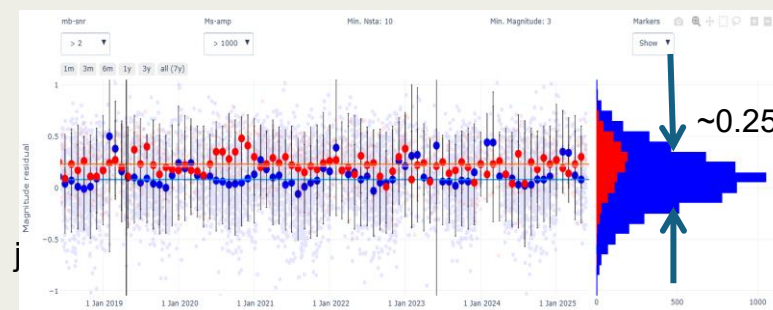 mb-snr Ms-amp Min. Nsta: 10 Min. Magnitude: 3 Markers
> 2 ▼ > 1000 ▼ Show ▼
1m 3m 6m 1y 3y all (7y)
~0.25
Magnitude residual
1
0.5
0
−0.5
−1
j
1 Jan 2019 1 Jan 2020 1 Jan 2021 1 Jan 2022 1 Jan 2023 1 Jan 2024 1 Jan 2025 0 500 1000